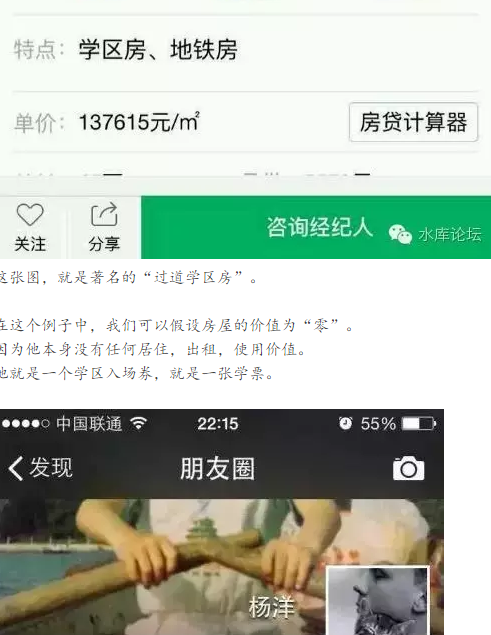 特点: 学区房、地铁房
单价: 137615元/㎡
房贷计算器
关注
分享
咨询经纪人
水库论坛
这张图，就是著名的“过道学区房”。
在这个例子中，我们可以假设房屋的价值为“零”。
因为他本身没有任何居住，出租，使用价值。
他就是一个学区入场券，就是一张学票。
中国联通
22:15
55%
发现
朋友圈
杨洋